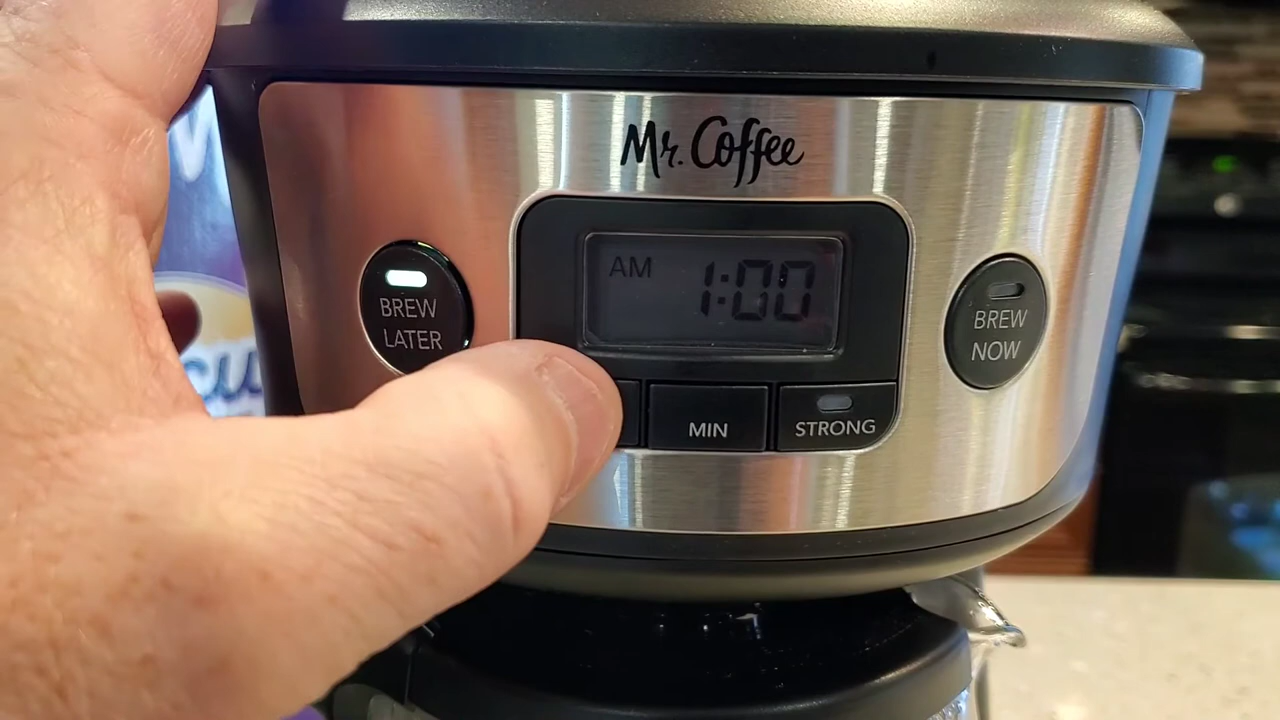 Mr. Coffee
AM 1:00
BREW
LATER
BREW
NOW
MIN
STRONG